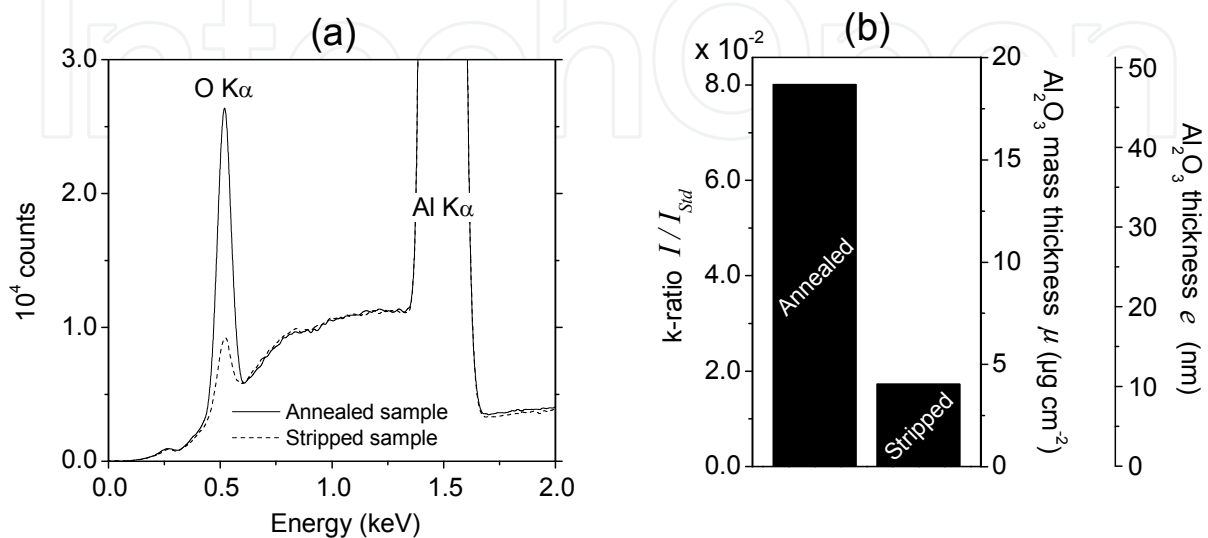 IntechOpen
(a)
3.0
2.0
1.0
0.0
10⁴ counts
O Kα
Al Kα
Annealed sample
Stripped sample
0.0 0.5 1.0 1.5 2.0
Energy (keV)
(b)
x 10⁻²
8.0
6.0
4.0
2.0
0.0
k-ratio I / I_Std
Annealed
Stripped
20
15
10
5
0
Al₂O₃ mass thickness μ (µg cm⁻²)
50
40
30
20
10
0
Al₂O₃ thickness e (nm)